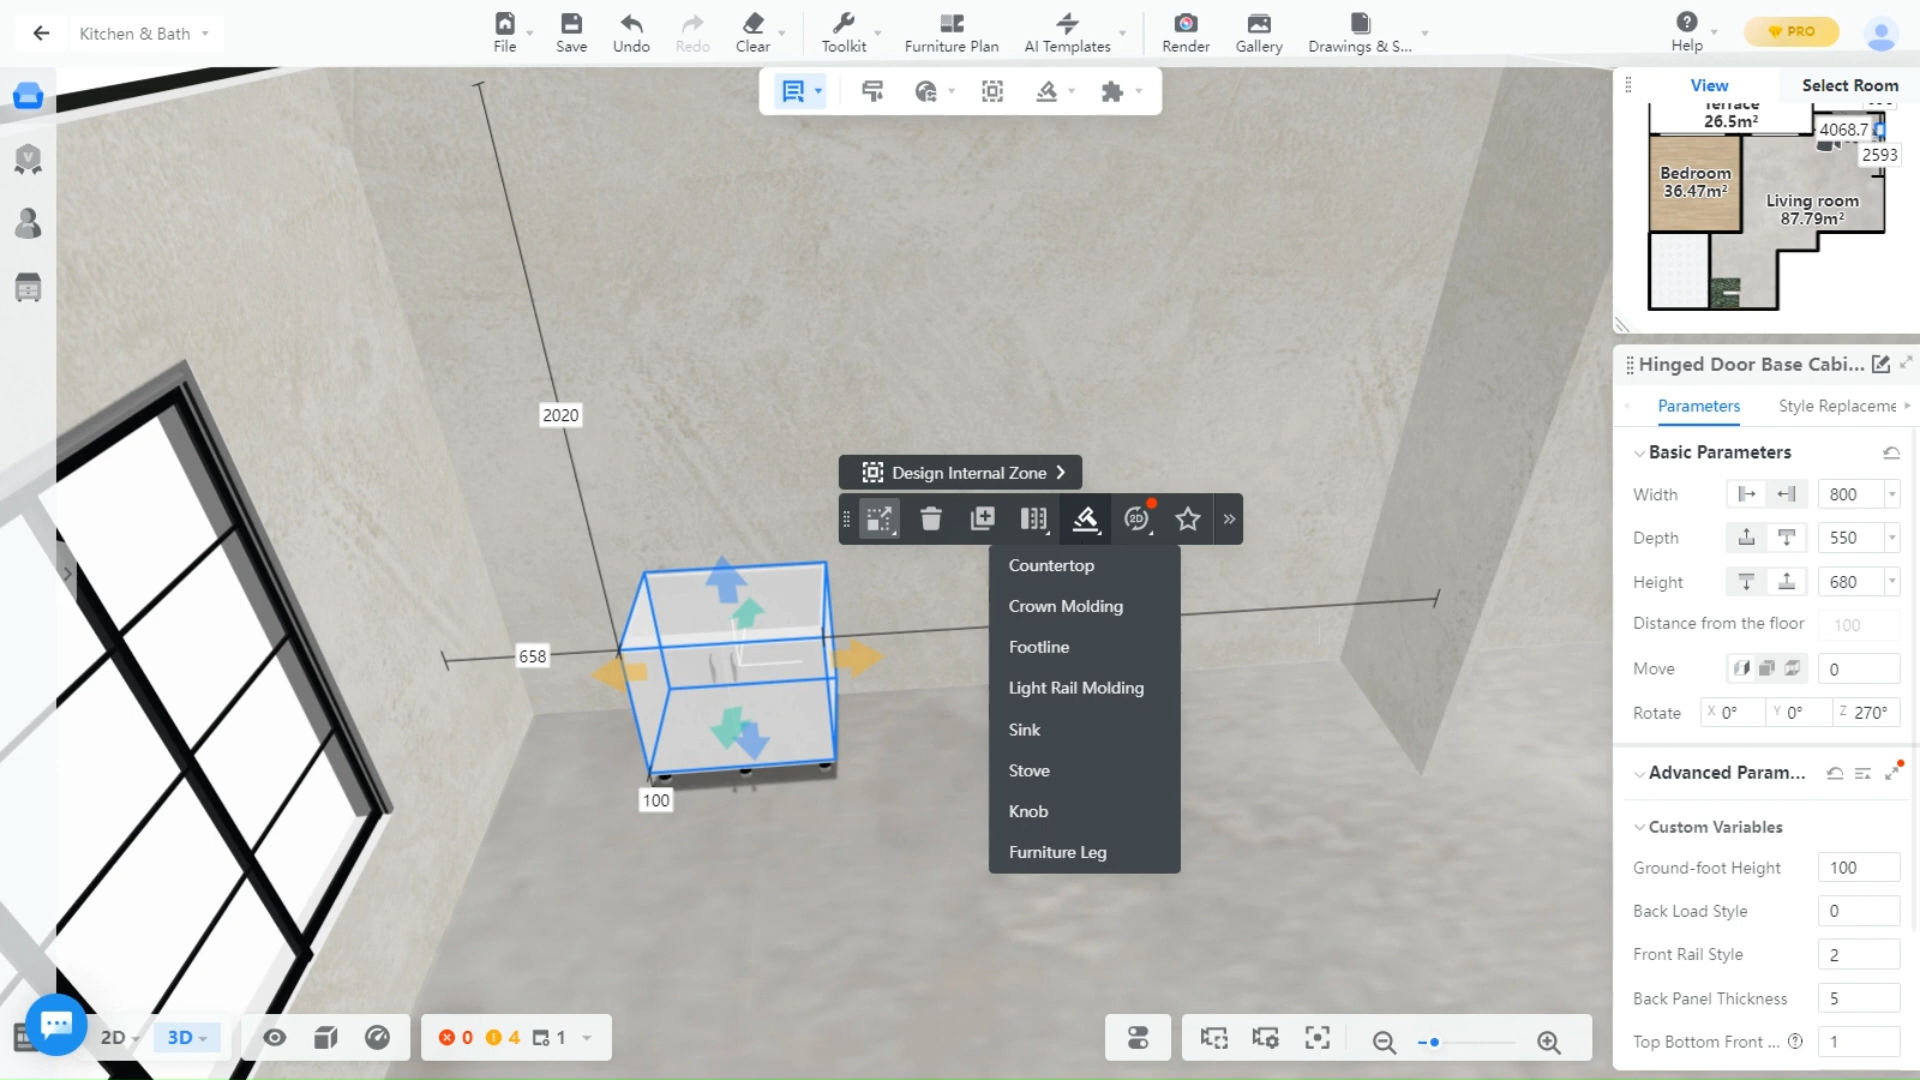 Kitchen & Bath
File
Save
Undo
Redo
Clear
Toolkit
Furniture Plan
AI Templates
Render
Gallery
Drawings & S...
Help
PRO
View
Select Room
Terrace
26.5m²
4068.7
2593
Bedroom
36.47m²
Living room
87.79m²
2020
658
100
Design Internal Zone
2D
Countertop
Crown Molding
Footline
Light Rail Molding
Sink
Stove
Knob
Furniture Leg
Hinged Door Base Cabi...
Parameters
Style Replaceme
Basic Parameters
Width
800
Depth
550
Height
680
Distance from the floor
100
Move
0
Rotate
X 0°
Y 0°
Z 270°
Advanced Param...
Custom Variables
Ground-foot Height
100
Back Load Style
0
Front Rail Style
2
Back Panel Thickness
5
Top Bottom Front ...
1
2D
3D
0
4
1